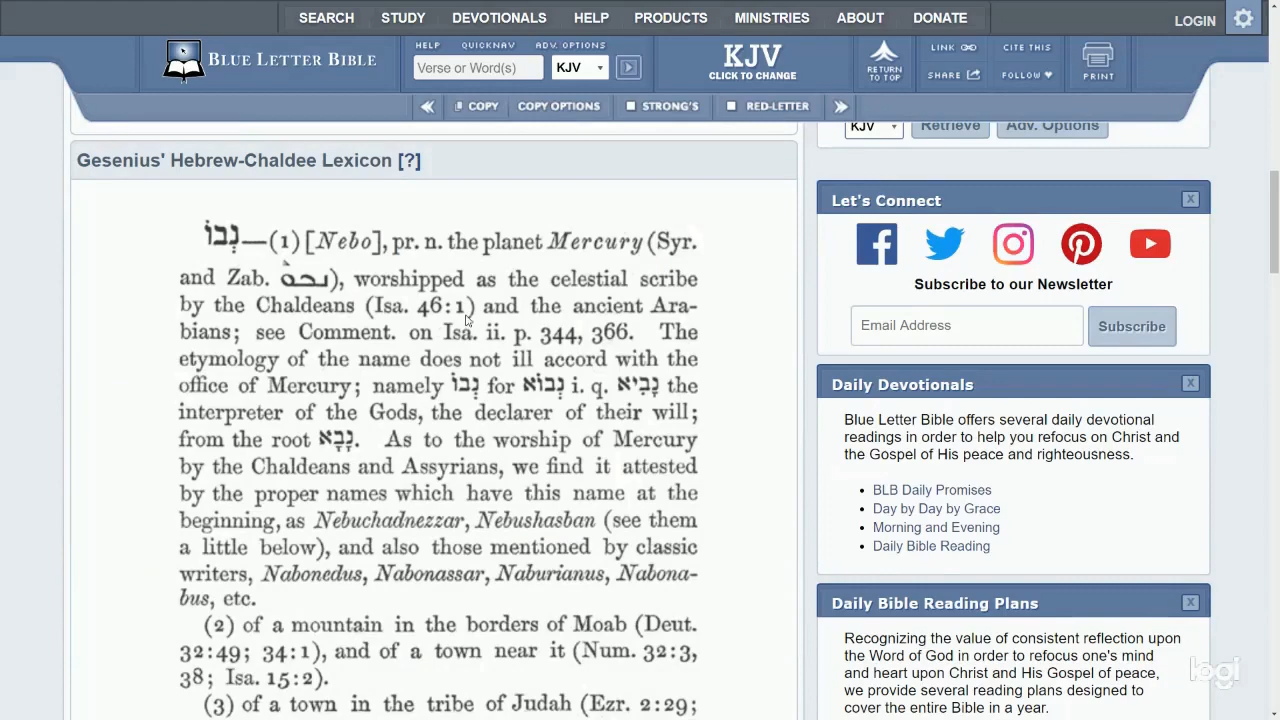 SEARCH STUDY DEVOTIONALS HELP PRODUCTS MINISTRIES ABOUT DONATE LOGIN
BLUE LETTER BIBLE
HELP QUICKNAV ADV. OPTIONS
Verse or Word(s) KJV
KJV
CLICK TO CHANGE
RETURN
TO TOP
LINK CITE THIS
SHARE FOLLOW
PRINT
COPY COPY OPTIONS STRONG'S RED-LETTER
KJV Retrieve Adv. Options
Gesenius' Hebrew-Chaldee Lexicon [?]
נְבוֹ—(1) [Nebo], pr. n. the planet Mercury (Syr.
and Zab. ܢܒܘ), worshipped as the celestial scribe
by the Chaldeans (Isa. 46:1) and the ancient Ara-
bians; see Comment. on Isa. ii. p. 344, 366. The
etymology of the name does not ill accord with the
office of Mercury; namely נְבוֹ for נְבוֹא i. q. נָבִיא the
interpreter of the Gods, the declarer of their will;
from the root נָבָא. As to the worship of Mercury
by the Chaldeans and Assyrians, we find it attested
by the proper names which have this name at the
beginning, as Nebuchadnezzar, Nebushasban (see them
a little below), and also those mentioned by classic
writers, Nabonedus, Nabonassar, Naburianus, Nabona-
bus, etc.
(2) of a mountain in the borders of Moab (Deut.
32:49; 34:1), and of a town near it (Num. 32:3,
38; Isa. 15:2).
(3) of a town in the tribe of Judah (Ezr. 2:29;
Let's Connect X
Subscribe to our Newsletter
Email Address Subscribe
Daily Devotionals X
Blue Letter Bible offers several daily devotional
readings in order to help you refocus on Christ and
the Gospel of His peace and righteousness.
BLB Daily Promises
Day by Day by Grace
Morning and Evening
Daily Bible Reading
Daily Bible Reading Plans X
Recognizing the value of consistent reflection upon
the Word of God in order to refocus one's mind
and heart upon Christ and His Gospel of peace,
we provide several reading plans designed to
cover the entire Bible in a year.
logi